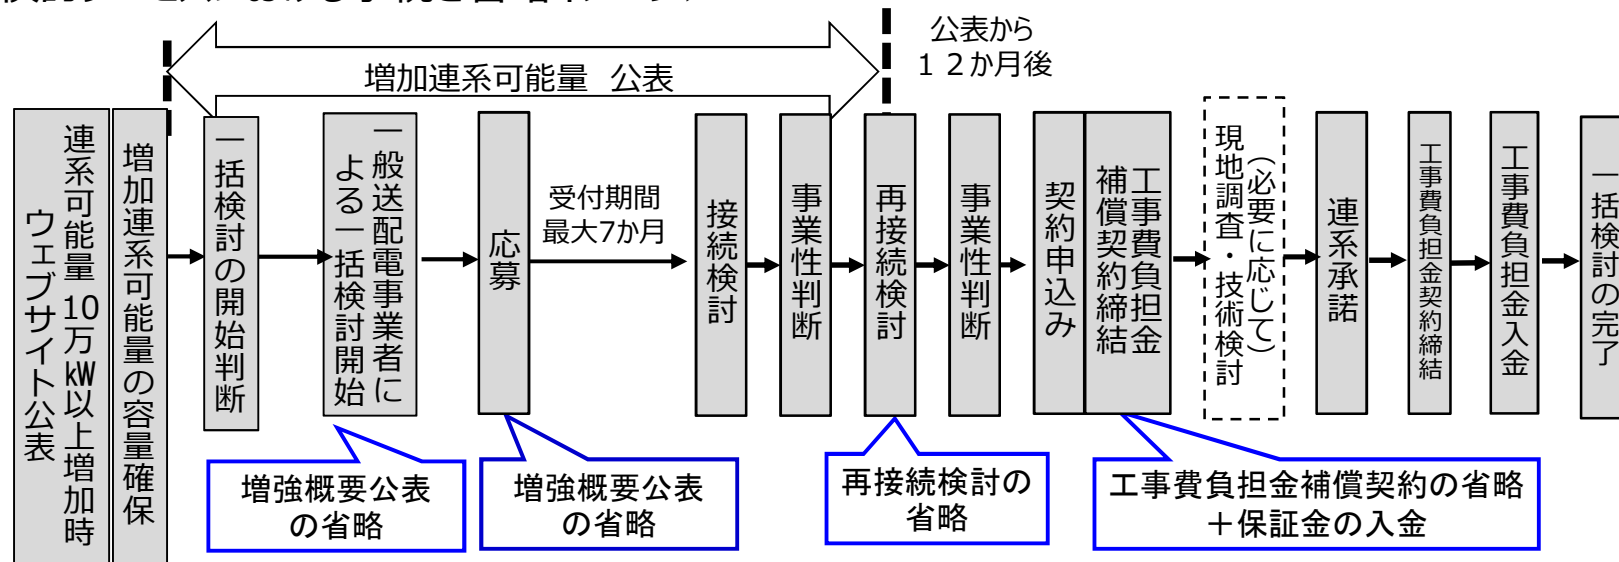 公表から
１２か月後
増加連系可能量 公表
連系可能量10万kW以上増加時
ウェブサイト公表
増加連系可能量の容量確保
一括検討の開始判断
一般送配電事業者に
よる一括検討開始
応募
受付期間
最大7か月
接続検討
事業性判断
再接続検討
事業性判断
契約申込み
工事費負担金
補償契約締結
（必要に応じて）
現地調査・技術検討
連系承諾
工事費負担金契約締結
工事費負担金入金
一括検討の完了
増強概要公表
の省略
増強概要公表
の省略
再接続検討の
省略
工事費負担金補償契約の省略
＋保証金の入金